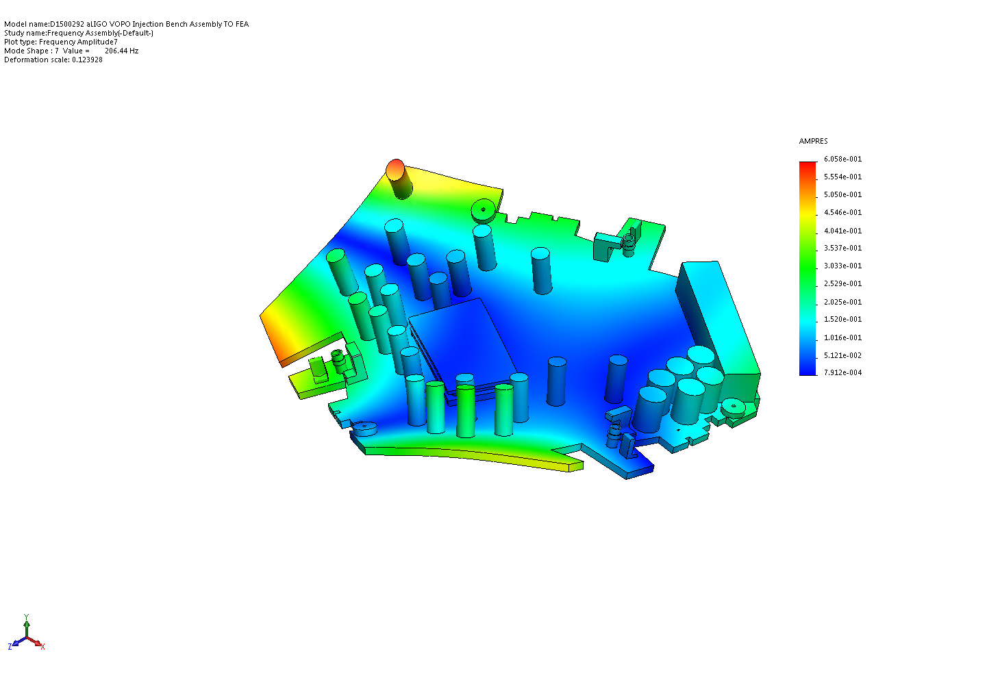 Model name:D1500292 aLIGO VOPO Injection Bench Assembly TO FEA
Study name:Frequency Assembly(-Default-)
Plot type: Frequency Amplitude7
Mode Shape : 7 Value = 206.44 Hz
Deformation scale: 0.123928
AMPRES
6.058e-001
5.554e-001
5.050e-001
4.546e-001
4.041e-001
3.537e-001
3.033e-001
2.529e-001
2.025e-001
1.520e-001
1.016e-001
5.121e-002
7.912e-004
Y
Z
X